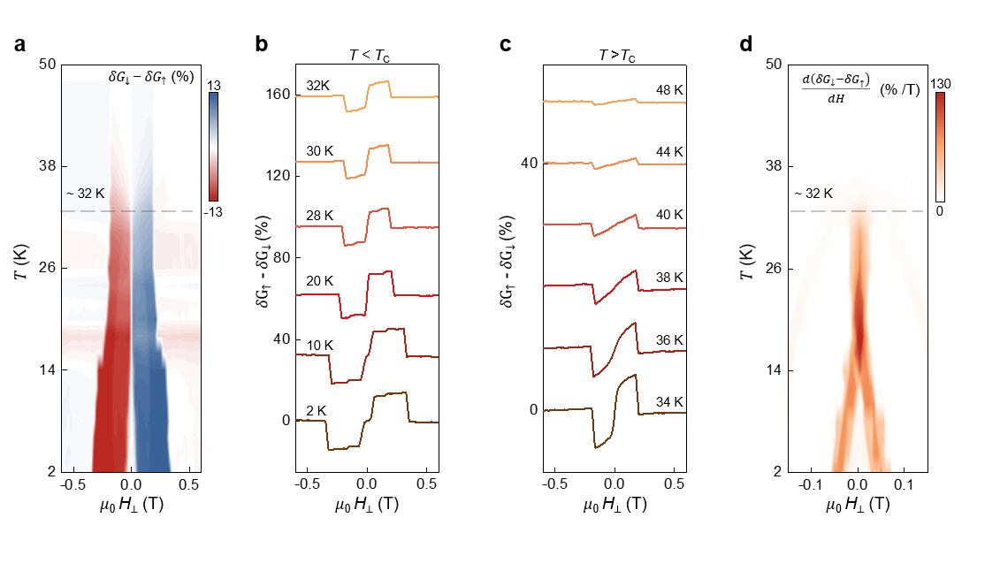 a
δG↓ – δG↑ (%)
50
38
26
14
2
T (K)
~ 32 K
13
-13
-0.5
0.0
0.5
μ0 H⊥ (T)
b
T < TC
160
120
80
40
0
δG↑ - δG↓ (%)
32K
30 K
28 K
20 K
10 K
2 K
-0.5
0.0
0.5
μ0 H⊥ (T)
c
T >TC
40
0
δG↑ - δG↓ (%)
48 K
44 K
40 K
38 K
36 K
34 K
-0.5
0.0
0.5
μ0 H⊥ (T)
d
d(δG↓–δG↑)
dH
(% /T)
130
0
50
38
26
14
2
T (K)
~ 32 K
-0.1
0.0
0.1
μ0 H⊥ (T)